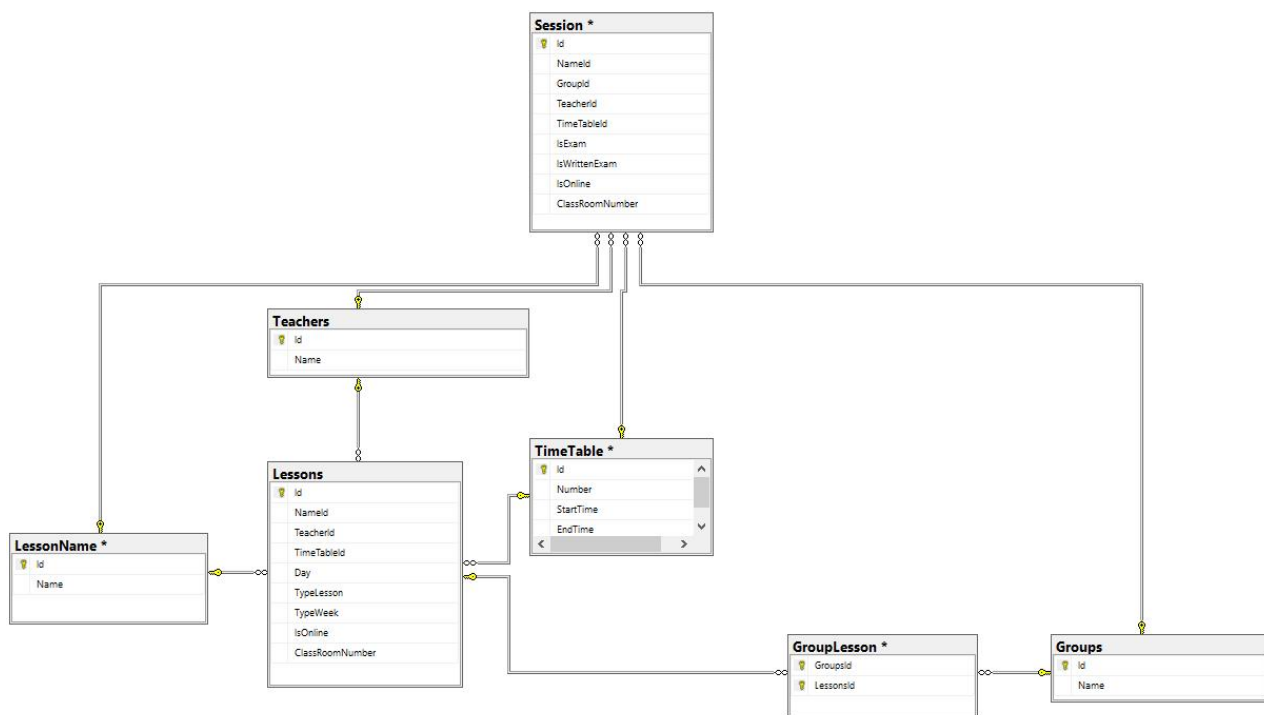 Session *
Id
NameId
GroupId
TeacherId
TimeTableId
IsExam
IsWrittenExam
IsOnline
ClassRoomNumber
Teachers
Id
Name
TimeTable *
Id
Number
StartTime
EndTime
Lessons
Id
NameId
TeacherId
TimeTableId
Day
TypeLesson
TypeWeek
IsOnline
ClassRoomNumber
LessonName *
Id
Name
GroupLesson *
GroupsId
LessonsId
Groups
Id
Name